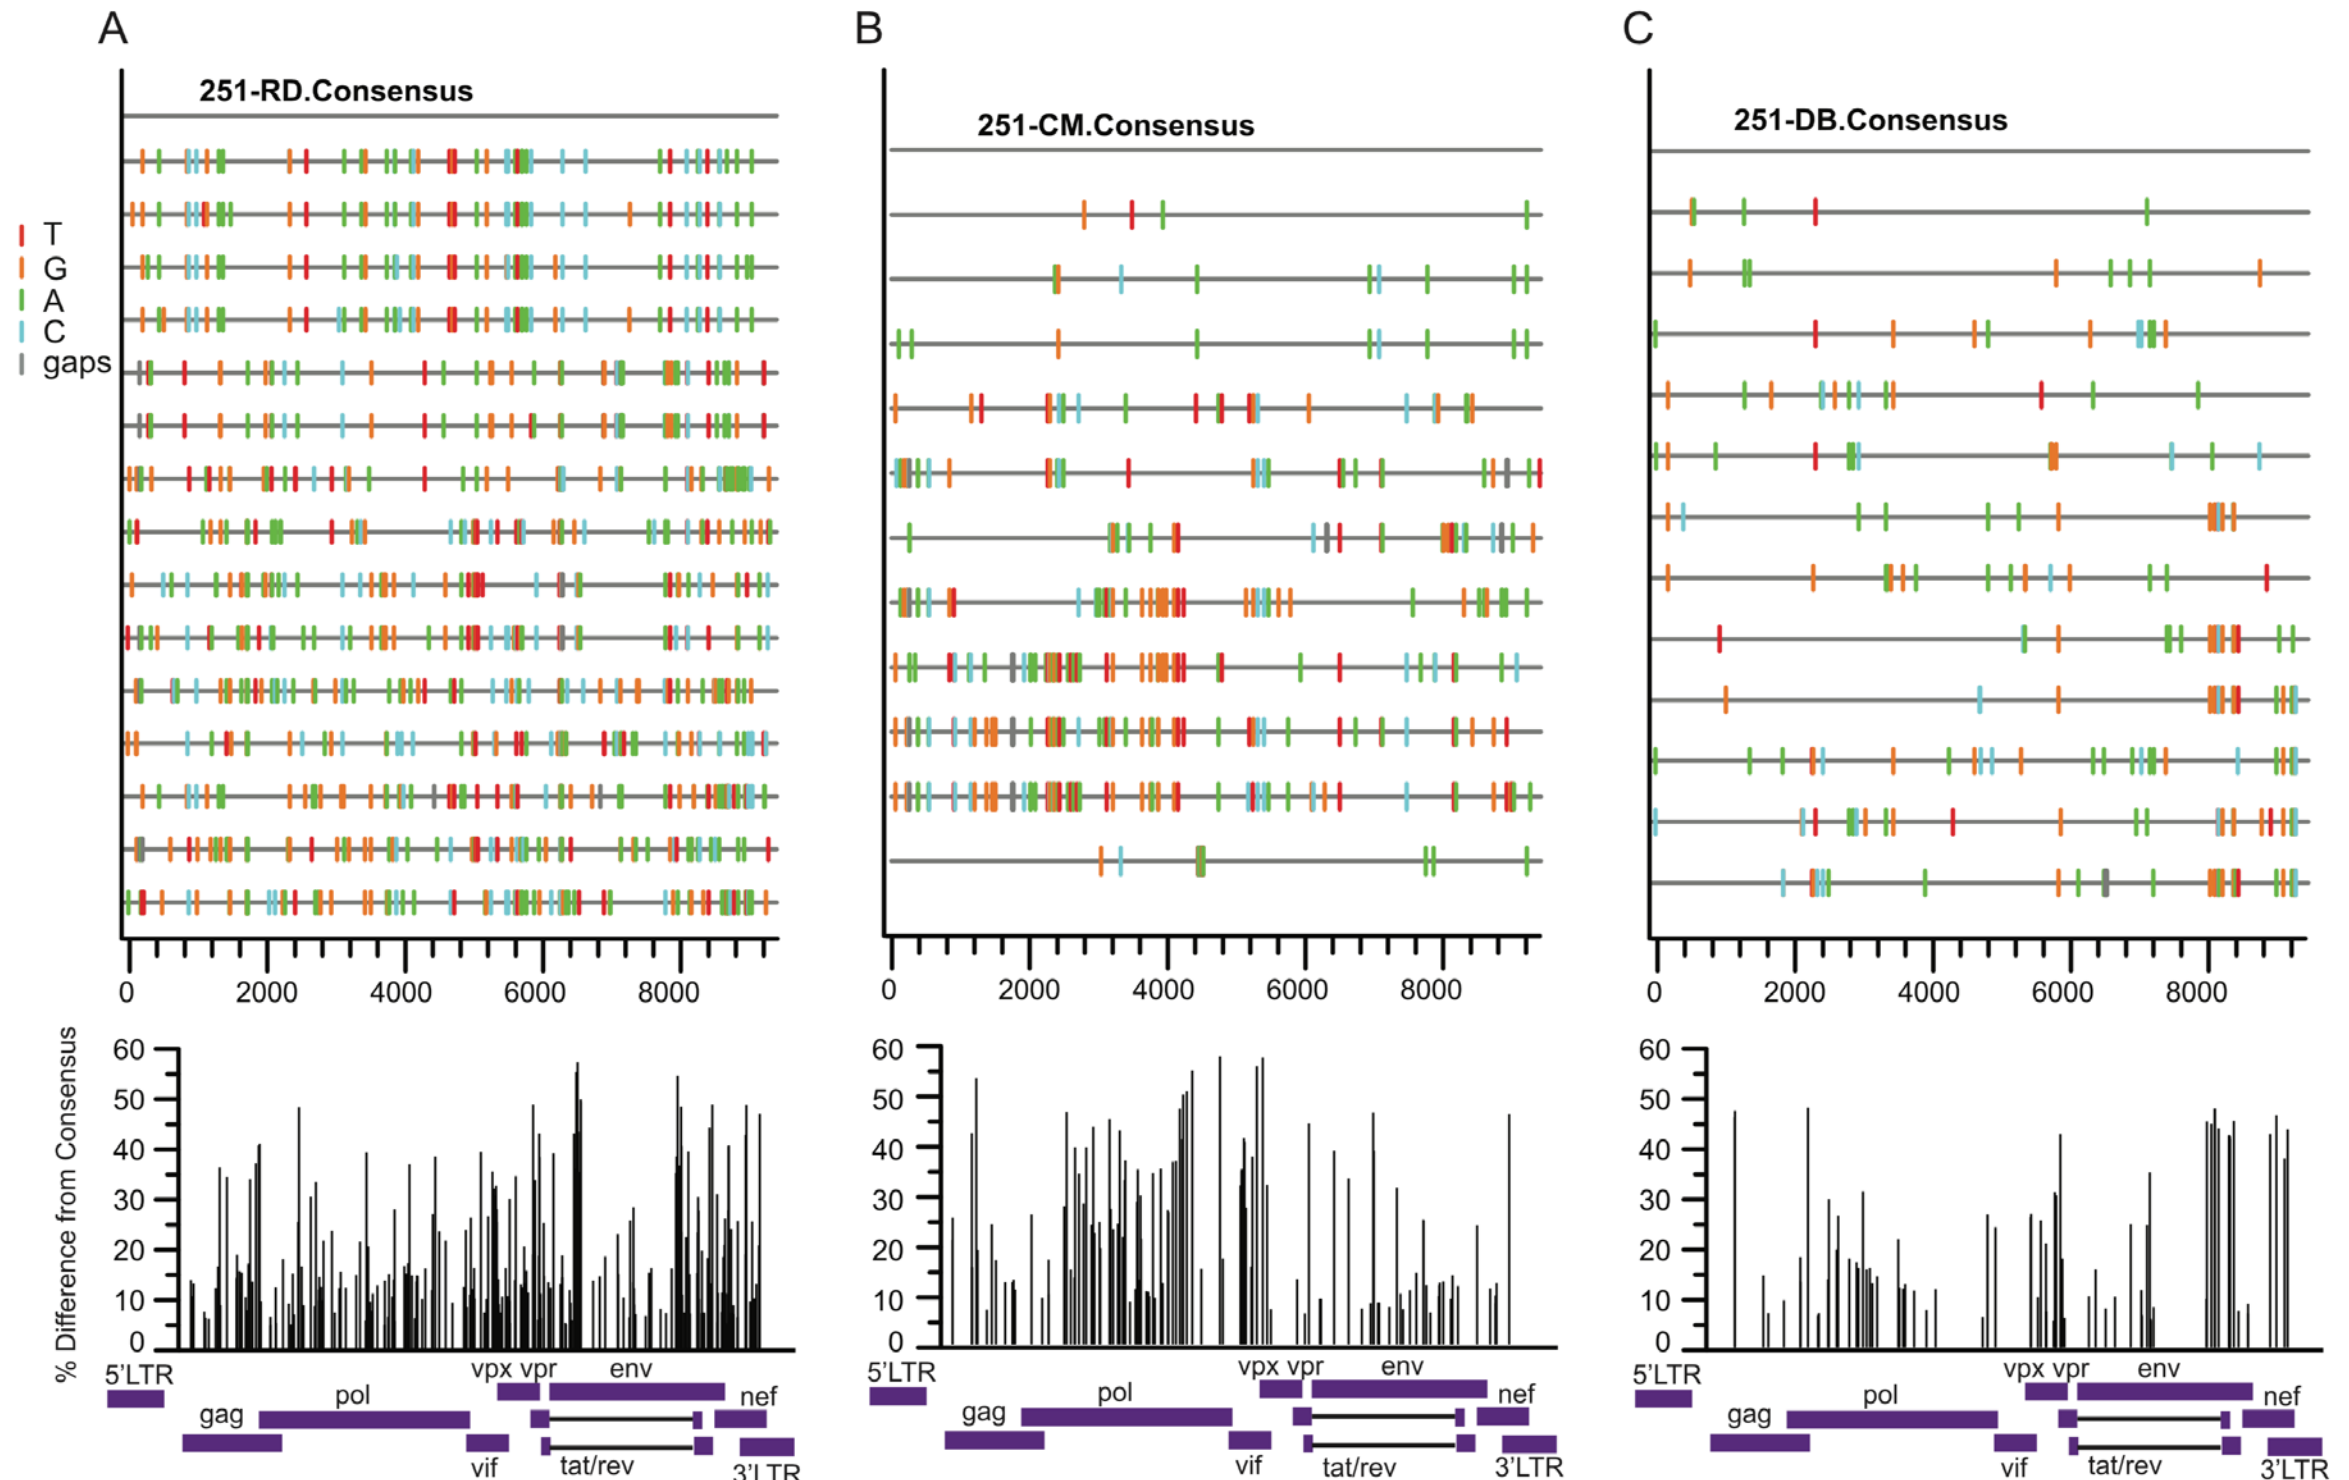 A
B
C
251-RD.Consensus
251-CM.Consensus
251-DB.Consensus
T
G
A
C
gaps
0 2000 4000 6000 8000
0 2000 4000 6000 8000
0 2000 4000 6000 8000
% Difference from Consensus
60
50
40
30
20
10
0
60
50
40
30
20
10
0
60
50
40
30
20
10
0
5'LTR
vpx vpr
env
pol
nef
gag
vif
tat/rev
3'LTR
5'LTR
vpx vpr
env
pol
nef
gag
vif
tat/rev
3'LTR
5'LTR
vpx vpr
env
pol
nef
gag
vif
tat/rev
3'LTR